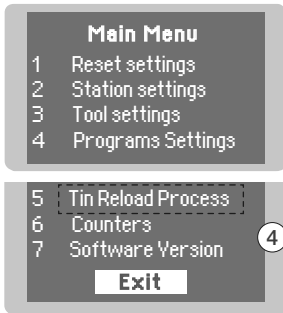 Main Menu
1 Reset settings
2 Station settings
3 Tool settings
4 Programs Settings
5 Tin Reload Process
6 Counters
7 Software Version
4
Exit